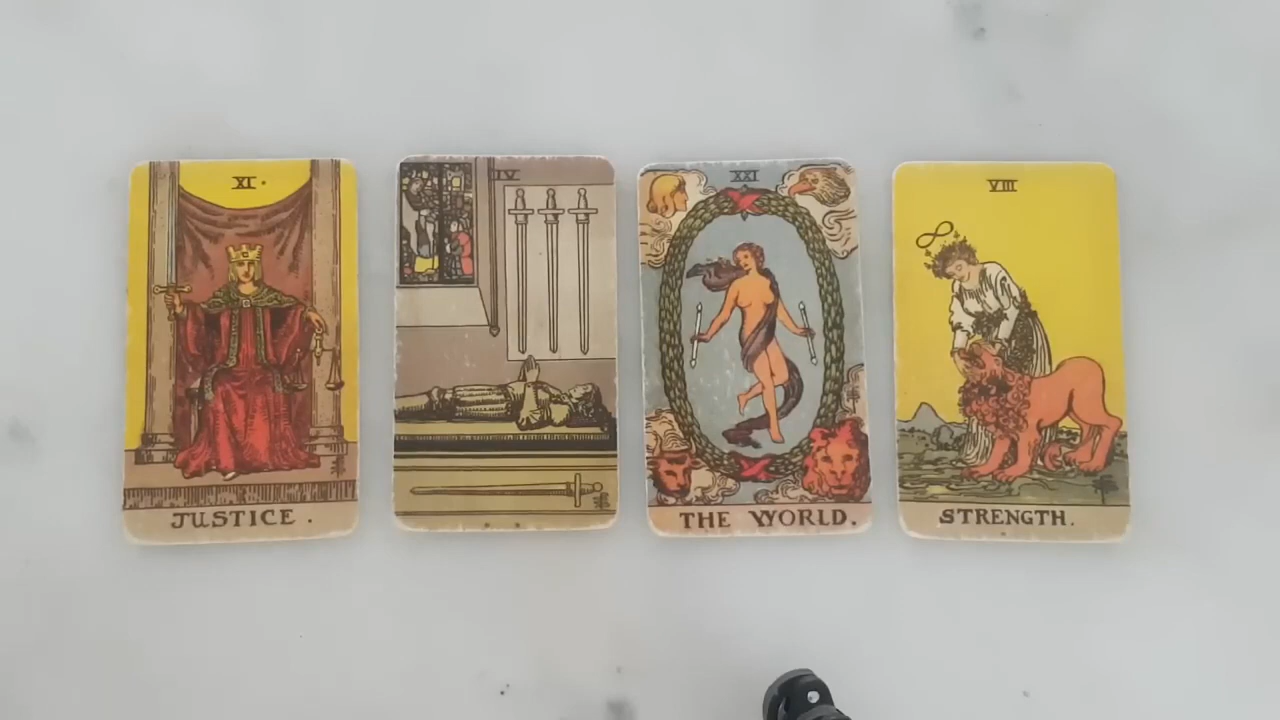 XI.
JUSTICE.
IV
XXI
THE WORLD.
VIII
STRENGTH.